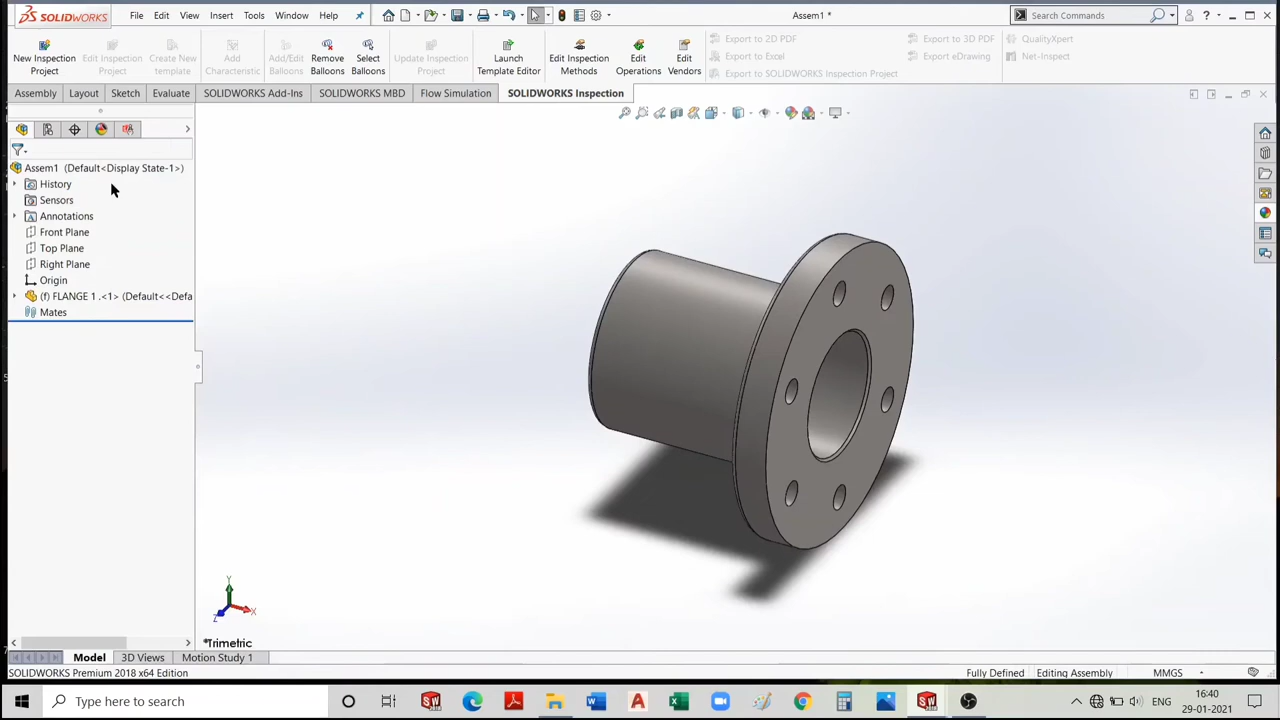 SOLIDWORKS File Edit View Insert Tools Window Help Assem1 * Search Commands
New Inspection Project
Edit Inspection Project
Create New template
Add Characteristic
Add/Edit Balloons
Remove Balloons
Select Balloons
Update Inspection Project
Launch Template Editor
Edit Inspection Methods
Edit Operations
Edit Vendors
Export to 2D PDF
Export to Excel
Export to SOLIDWORKS Inspection Project
Export to 3D PDF
Export eDrawing
QualityXpert
Net-Inspect
Assembly Layout Sketch Evaluate SOLIDWORKS Add-Ins SOLIDWORKS MBD Flow Simulation SOLIDWORKS Inspection
Assem1 (Default<Display State-1>)
History
Sensors
Annotations
Front Plane
Top Plane
Right Plane
Origin
(f) FLANGE 1 .<1> (Default<<Defa
Mates
Y
X
Z
*Trimetric
Model 3D Views Motion Study 1
SOLIDWORKS Premium 2018 x64 Edition Fully Defined Editing Assembly MMGS
Type here to search ENG 16:40
29-01-2021